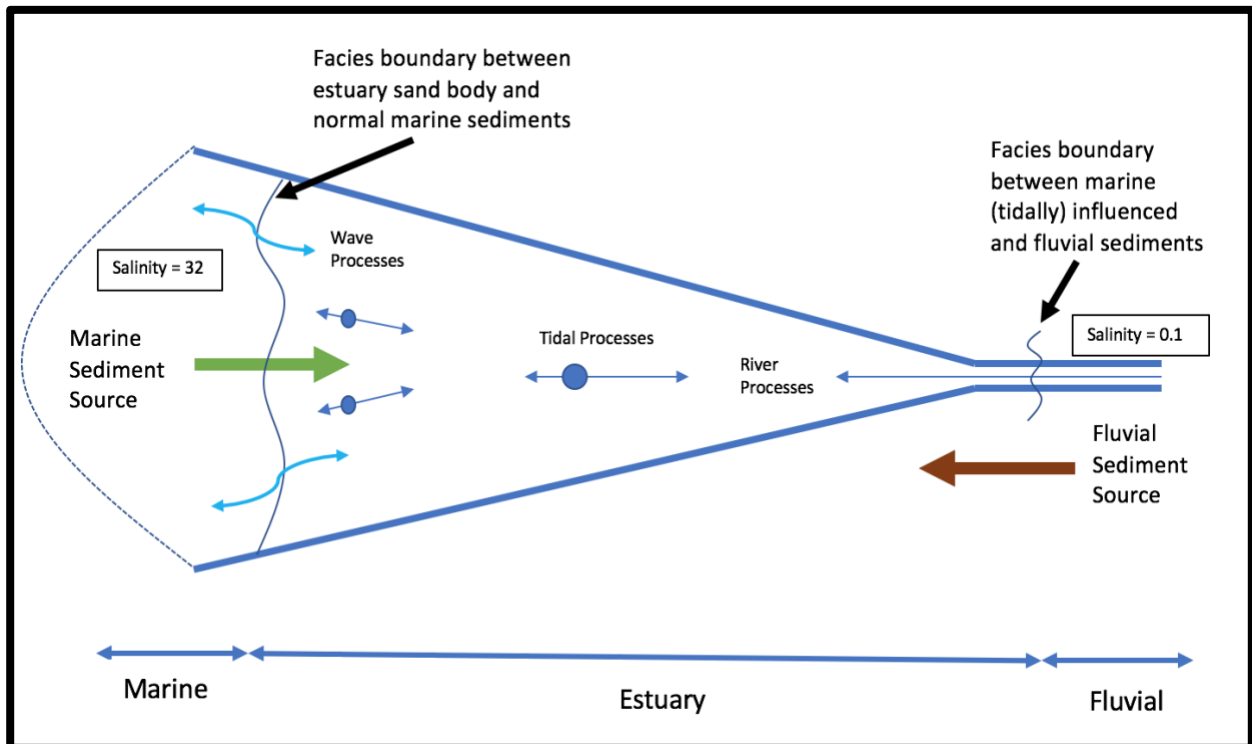 Facies boundary between
estuary sand body and
normal marine sediments
Facies boundary
between marine
(tidally) influenced
and fluvial sediments
Wave
Processes
Salinity = 32
Salinity = 0.1
Marine
Sediment
Source
Tidal Processes
River
Processes
Fluvial
Sediment
Source
Marine
Estuary
Fluvial